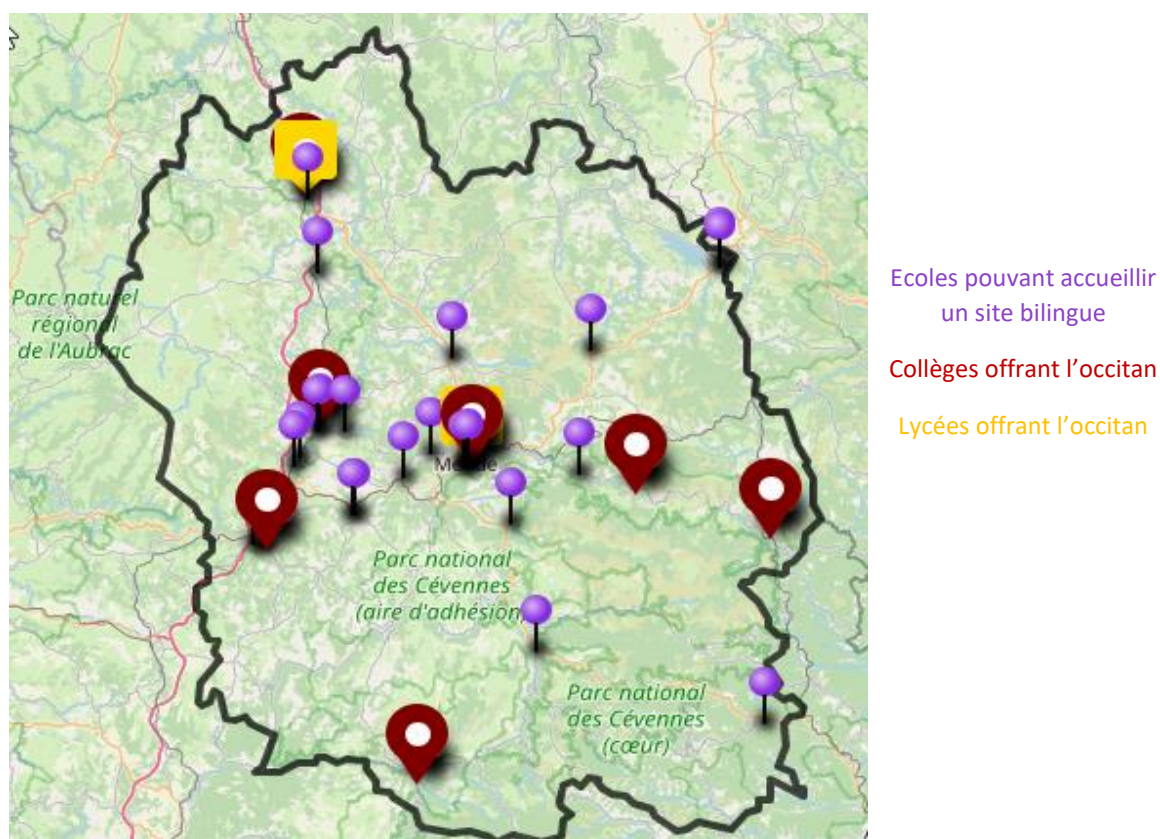 Parc naturel
régional
de l'Aubrac
Parc national
des Cévennes
(aire d'adhésion)
Parc national
des Cévennes
(cœur)
Ecoles pouvant accueillir
un site bilingue
Collèges offrant l’occitan
Lycées offrant l’occitan